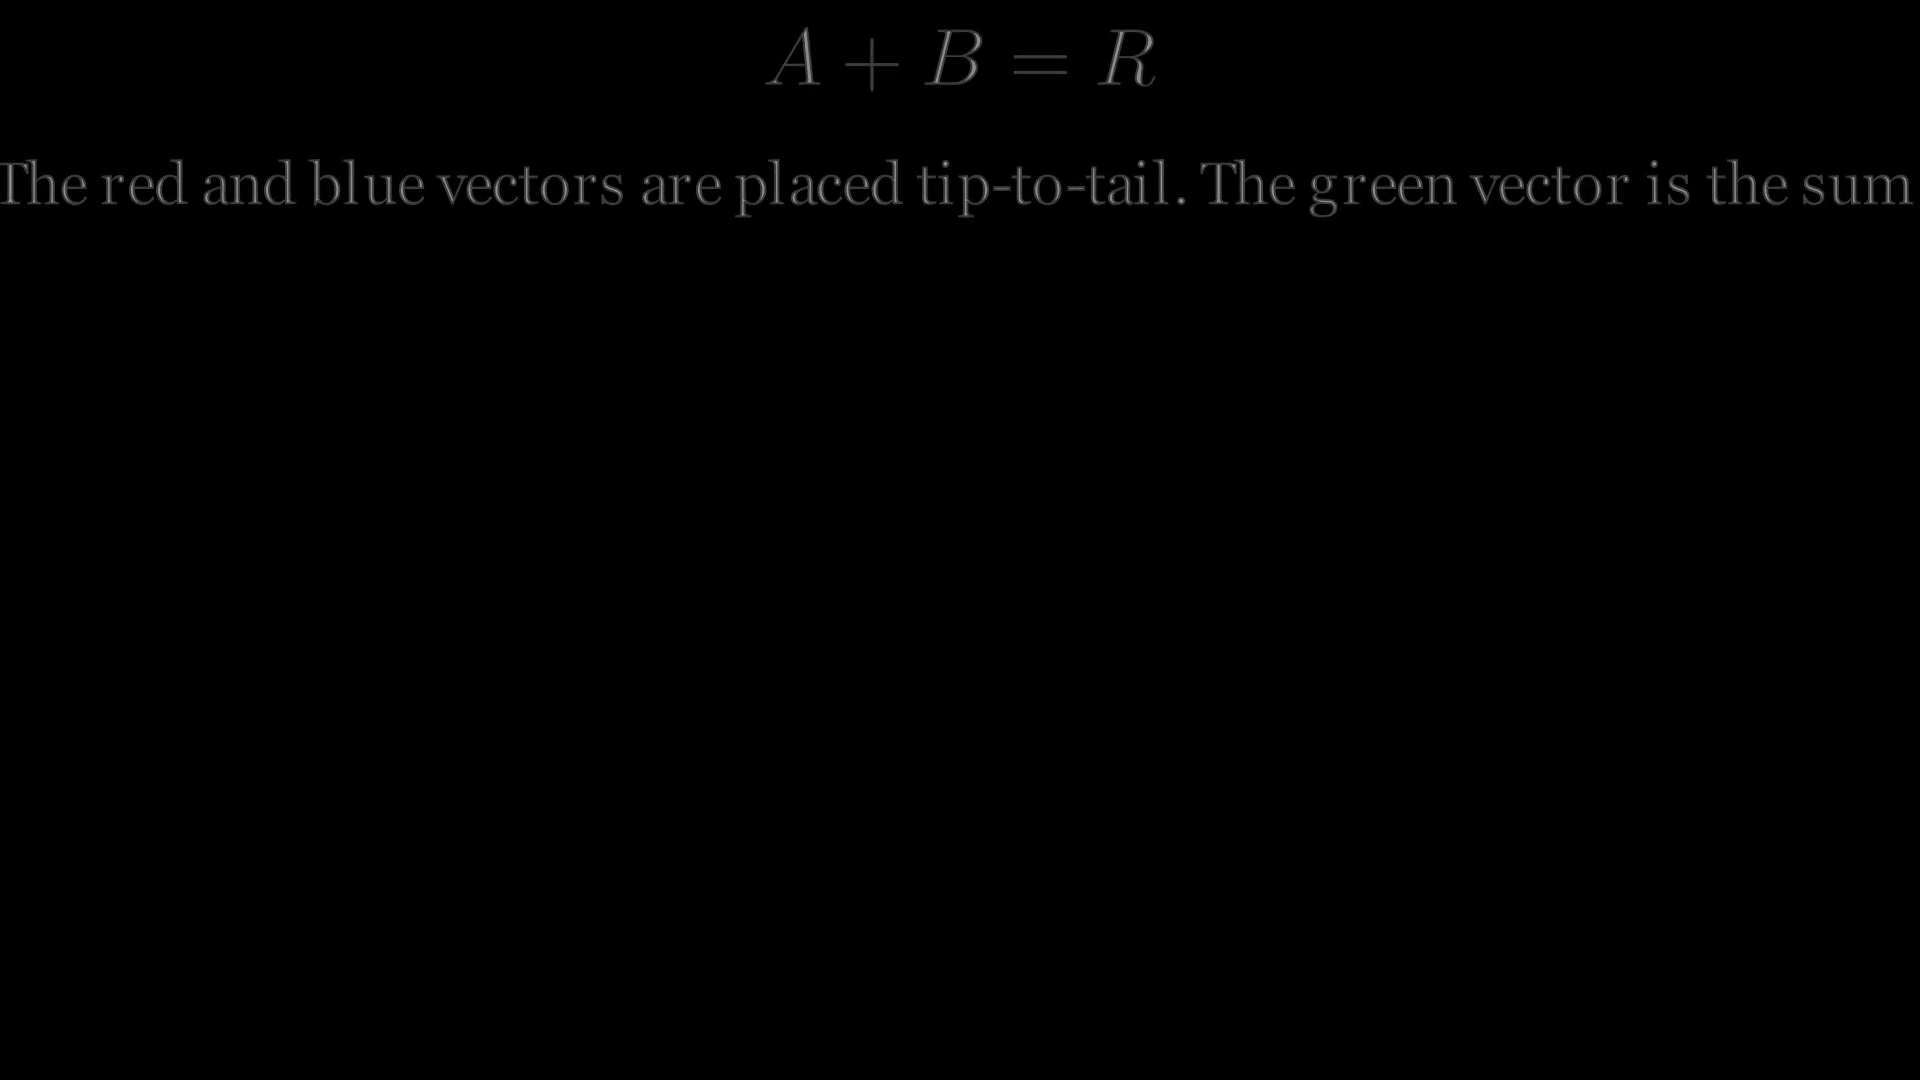 A + B = R
The red and blue vectors are placed tip-to-tail. The green vector is the sum